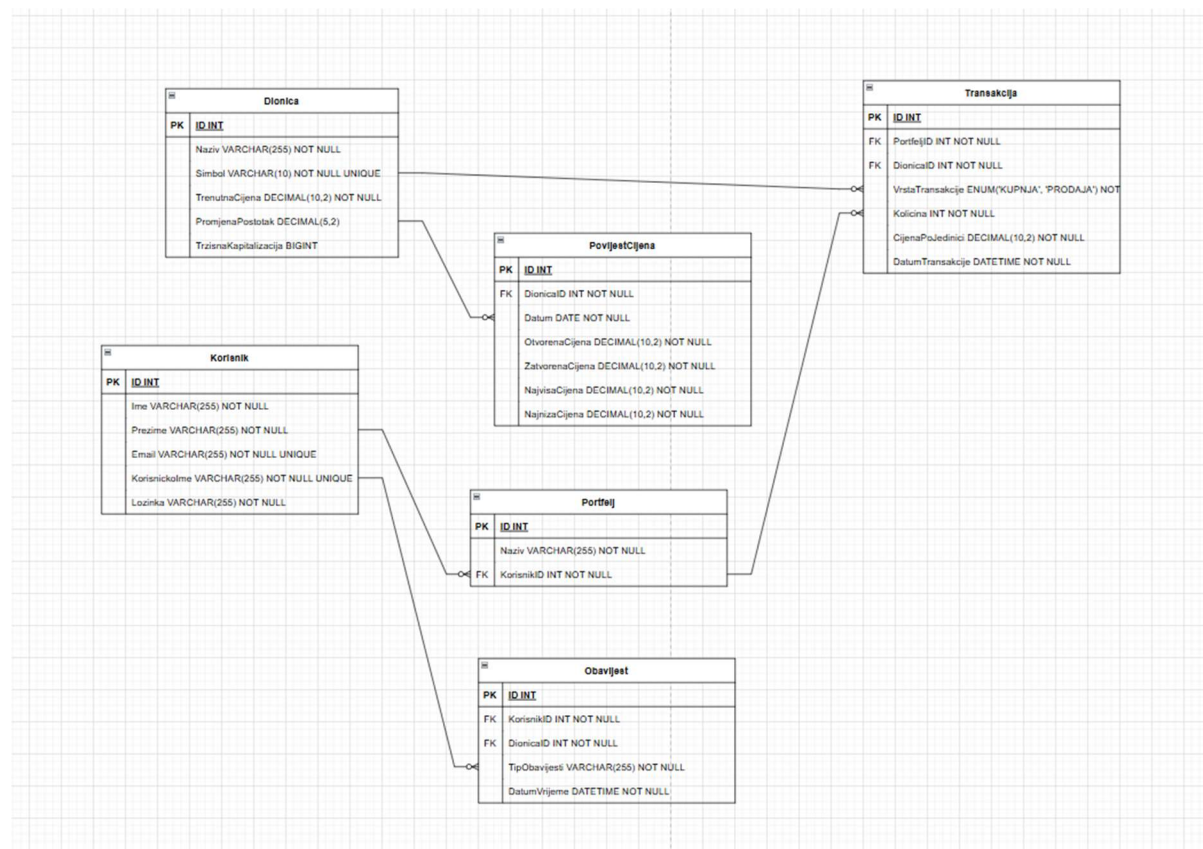 Dionica
PK ID INT
Naziv VARCHAR(255) NOT NULL
Simbol VARCHAR(10) NOT NULL UNIQUE
TrenutnaCijena DECIMAL(10,2) NOT NULL
PromjenaPostotak DECIMAL(5,2)
TrzisnaKapitalizacija BIGINT
Transakcija
PK ID INT
FK PortfeljID INT NOT NULL
FK DionicaID INT NOT NULL
VrstaTransakcije ENUM('KUPNJA', 'PRODAJA') NOT
Kolicina INT NOT NULL
CijenaPoJedinici DECIMAL(10,2) NOT NULL
DatumTransakcije DATETIME NOT NULL
PovijestCijena
PK ID INT
FK DionicaID INT NOT NULL
Datum DATE NOT NULL
OtvorenaCijena DECIMAL(10,2) NOT NULL
ZatvorenaCijena DECIMAL(10,2) NOT NULL
NajvisaCijena DECIMAL(10,2) NOT NULL
NajnizaCijena DECIMAL(10,2) NOT NULL
Korisnik
PK ID INT
Ime VARCHAR(255) NOT NULL
Prezime VARCHAR(255) NOT NULL
Email VARCHAR(255) NOT NULL UNIQUE
KorisnickoIme VARCHAR(255) NOT NULL UNIQUE
Lozinka VARCHAR(255) NOT NULL
Portfelj
PK ID INT
Naziv VARCHAR(255) NOT NULL
FK KorisnikID INT NOT NULL
Obavijest
PK ID INT
FK KorisnikID INT NOT NULL
FK DionicaID INT NOT NULL
TipObavijesti VARCHAR(255) NOT NULL
DatumVrijeme DATETIME NOT NULL